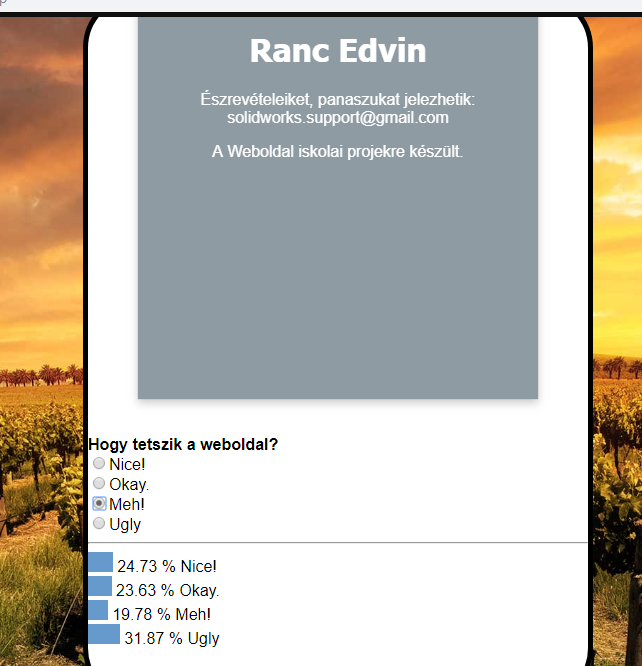 Ranc Edvin
Észrevételeiket, panaszukat jelezhetik:
solidworks.support@gmail.com
A Weboldal iskolai projekre készült.
Hogy tetszik a weboldal?
Nice!
Okay.
Meh!
Ugly
24.73 % Nice!
23.63 % Okay.
19.78 % Meh!
31.87 % Ugly